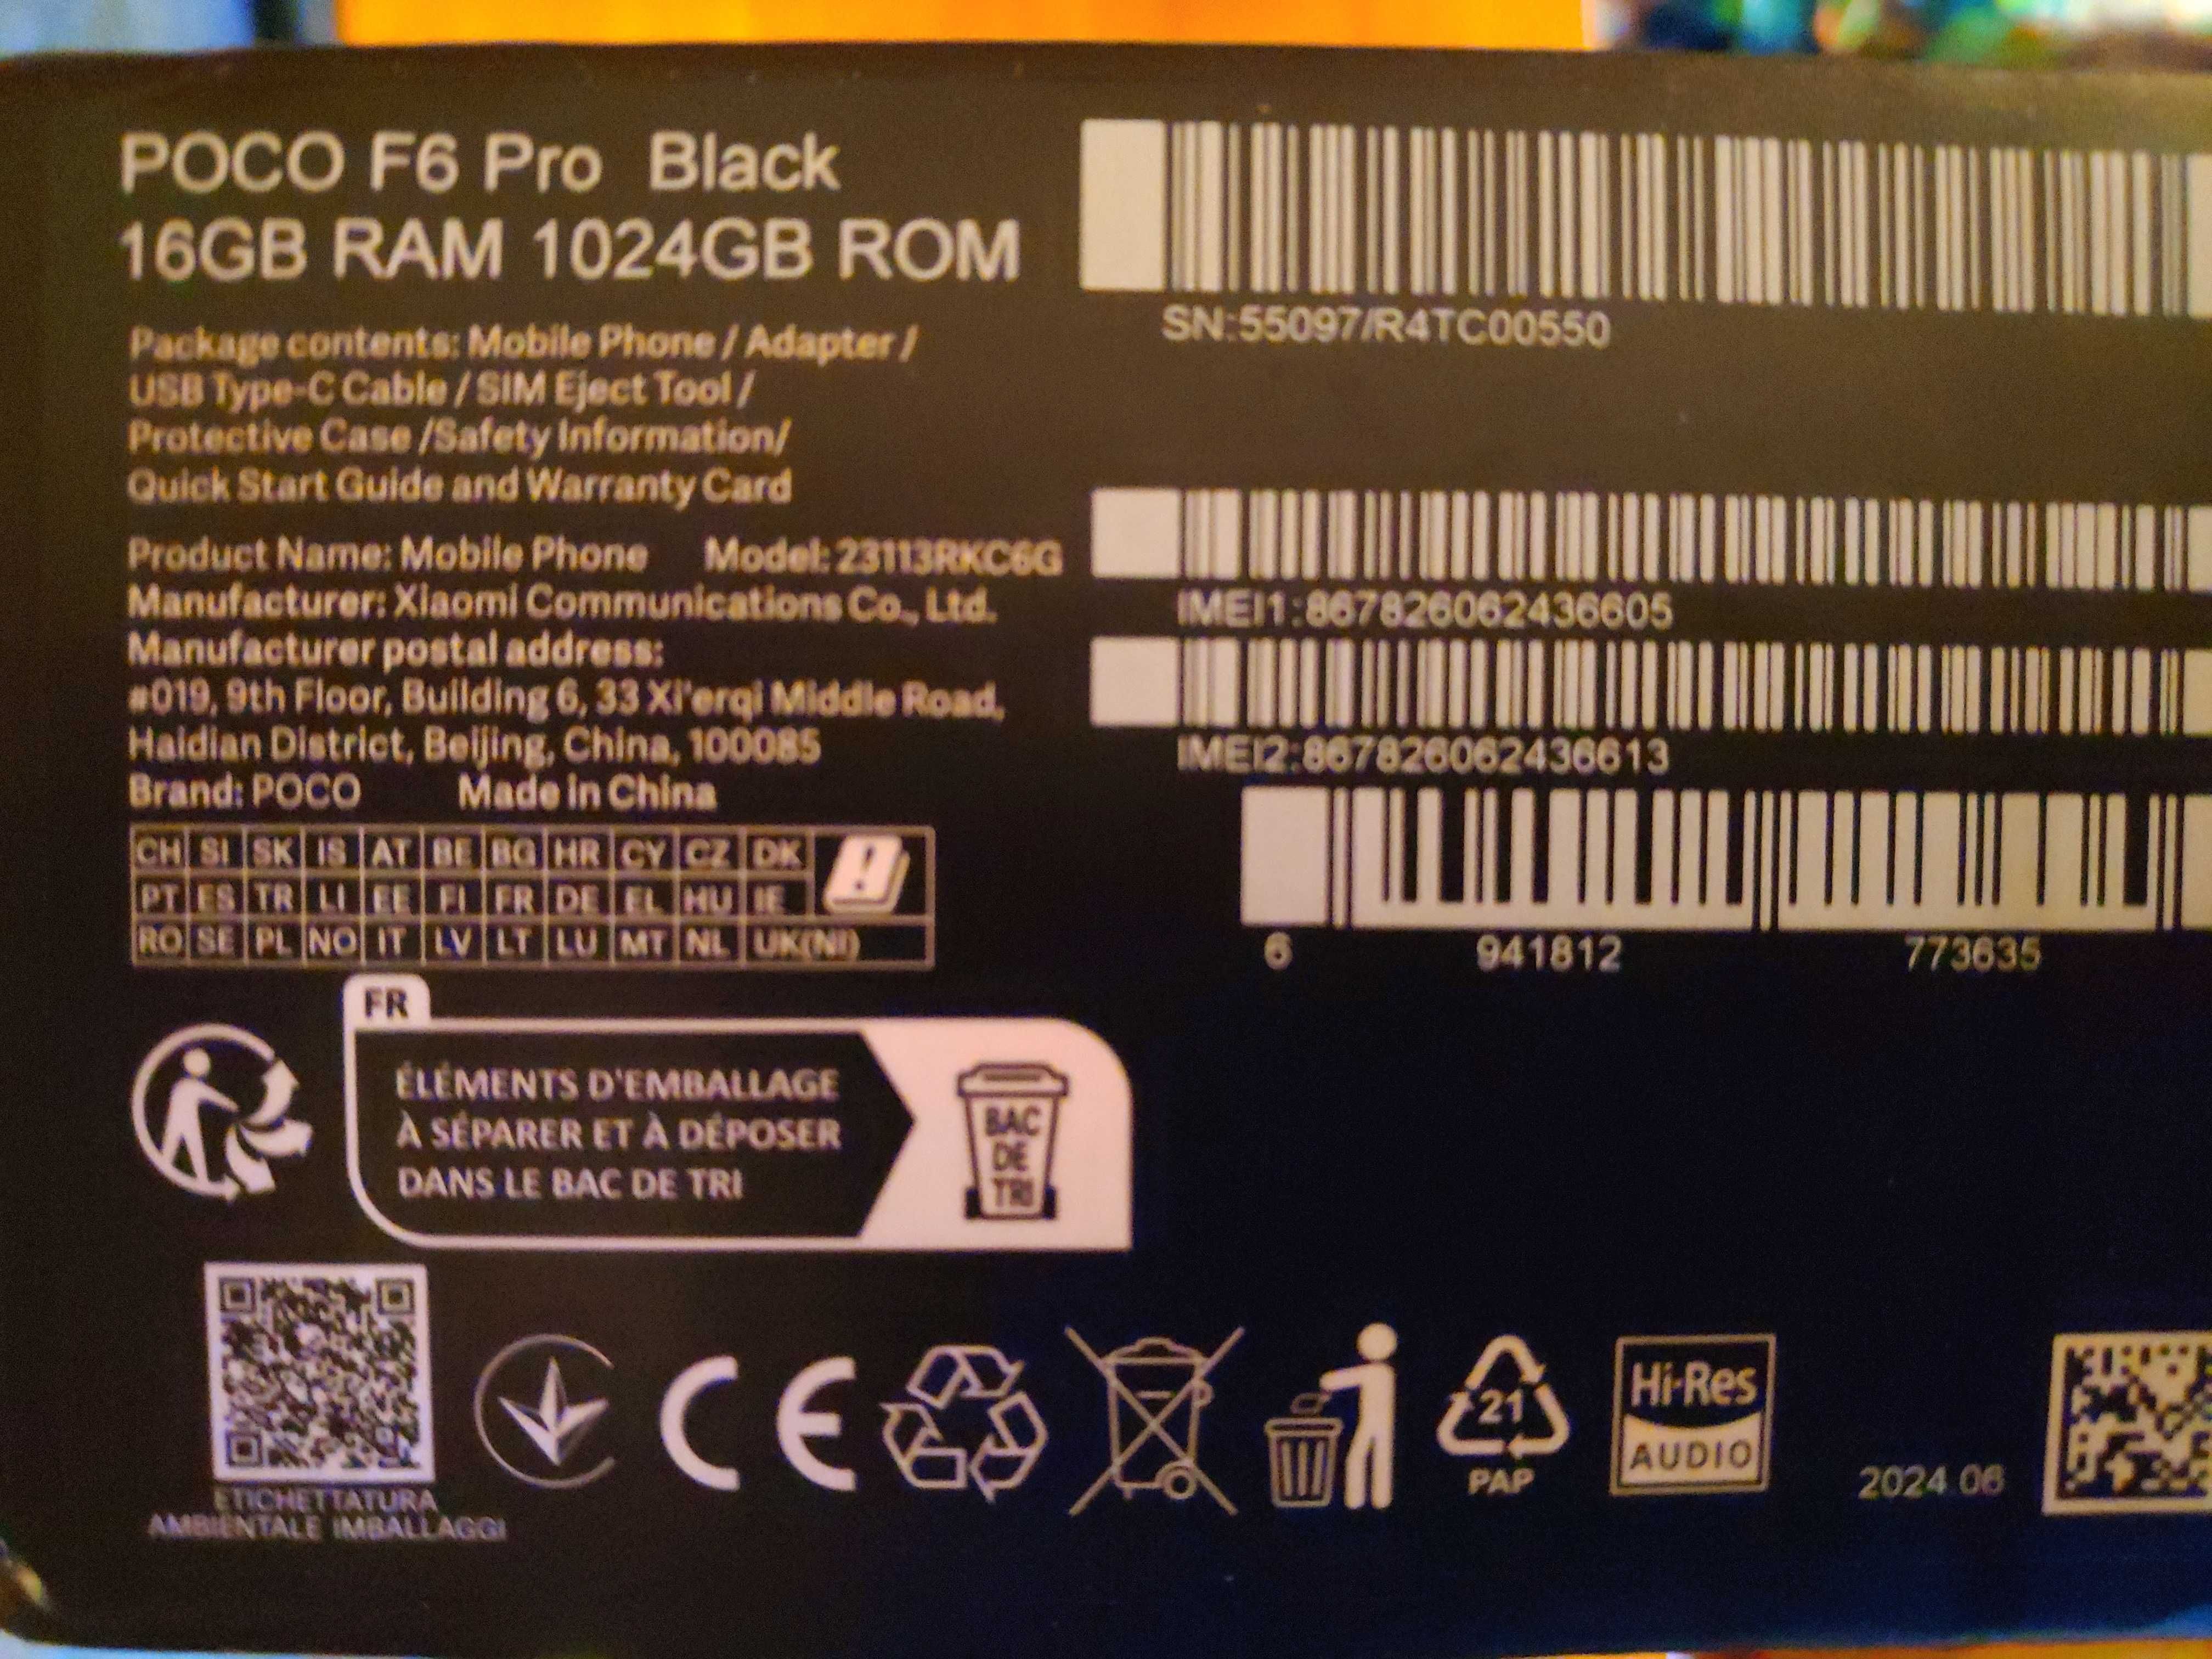 POCO F6 Pro Black
16GB RAM 1024GB ROM
Package contents: Mobile Phone / Adapter /
USB Type-C Cable / SIM Eject Tool /
Protective Case /Safety Information/
Quick Start Guide and Warranty Card
Product Name: Mobile Phone Model: 23113RKC6G
Manufacturer: Xiaomi Communications Co., Ltd.
Manufacturer postal address:
#019, 9th Floor, Building 6, 33 Xi'erqi Middle Road,
Haidian District, Beijing, China, 100085
Brand: POCO Made in China
CH SI SK IS AT BE BG HR CY CZ DK
PT ES TR LI EE FI FR DE EL HU IE
RO SE PL NO IT LV LT LU MT NL UK(NI)
SN:55097/R4TC00550
IMEI1:867826062436605
IMEI2:867826062436613
6 941812 773635
FR
ÉLÉMENTS D'EMBALLAGE
À SÉPARER ET À DÉPOSER
DANS LE BAC DE TRI
BAC
DE
TRI
ETICHETTATURA
AMBIENTALE IMBALLAGGI
CE
21
PAP
Hi-Res
AUDIO
2024.06